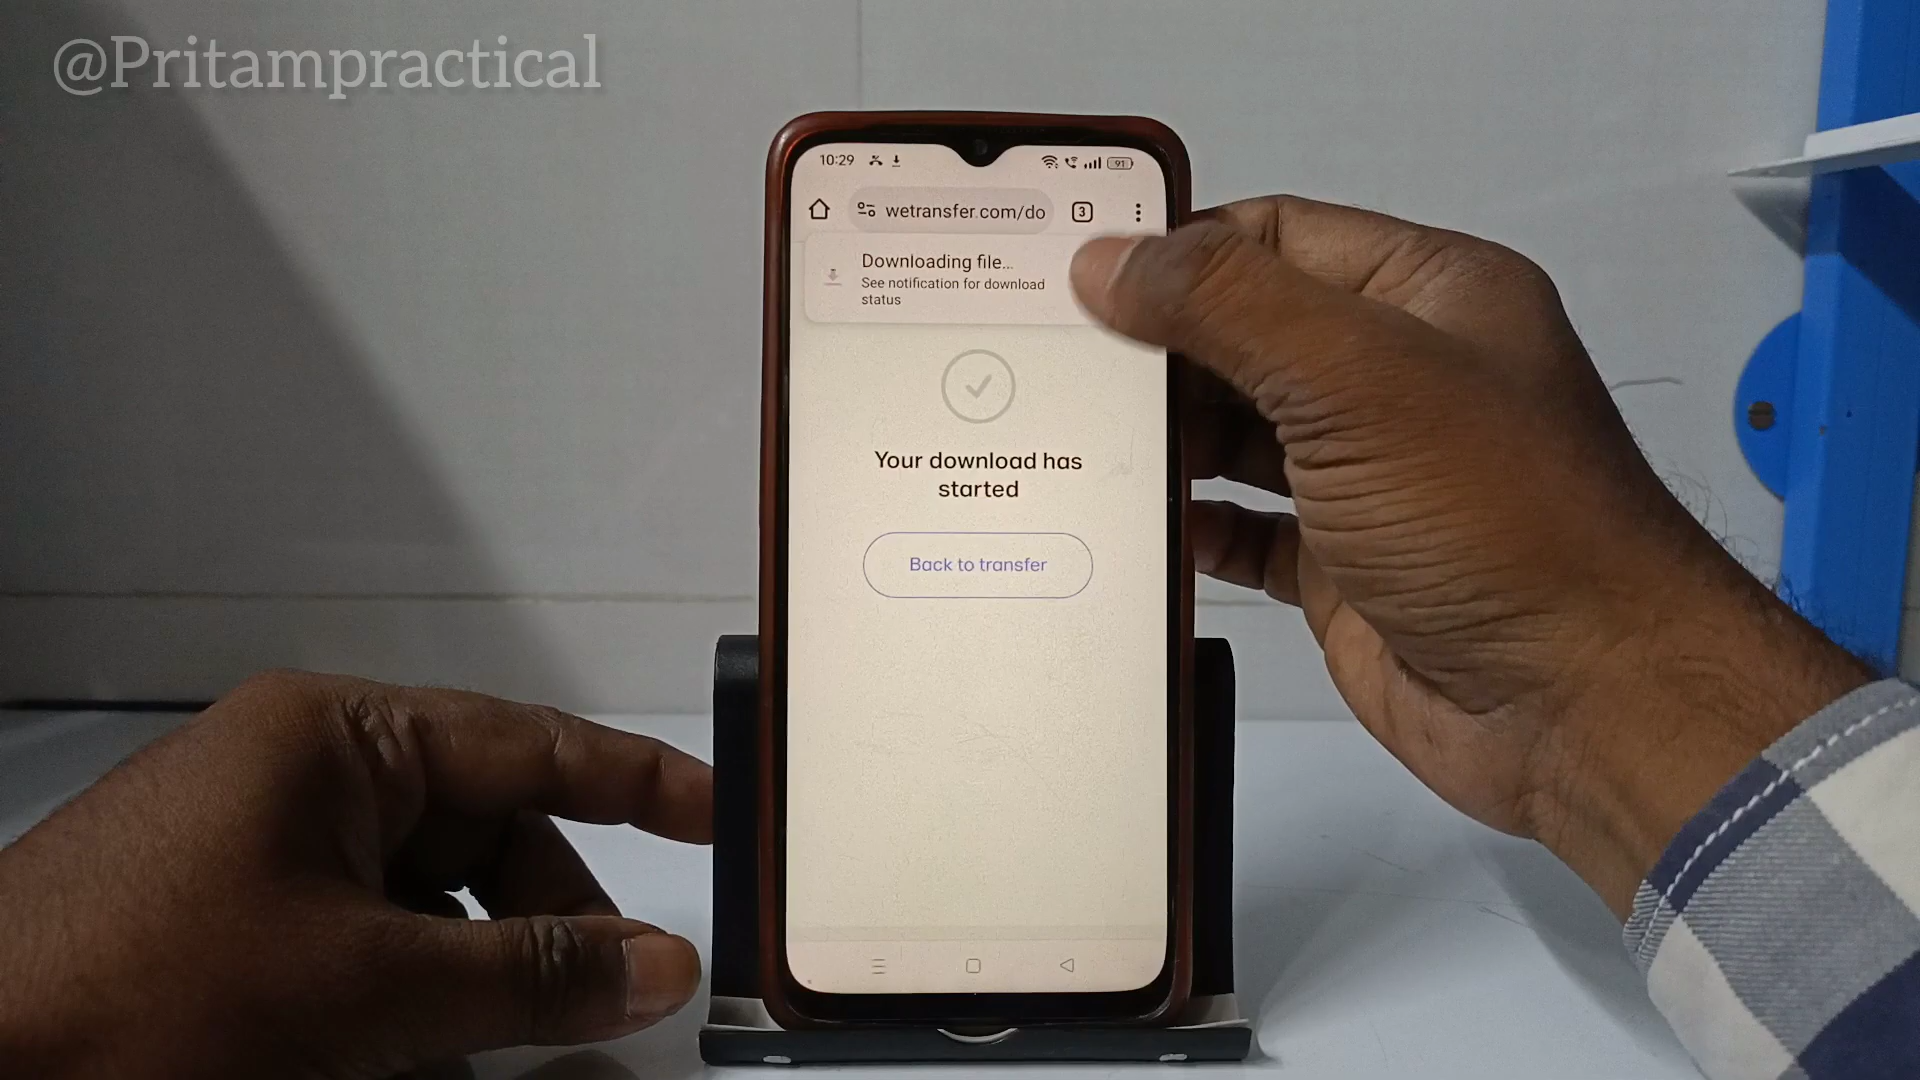 @Pritampractical
10:29
91
wetransfer.com/do
3
Downloading file...
See notification for download
status
Your download has
started
Back to transfer